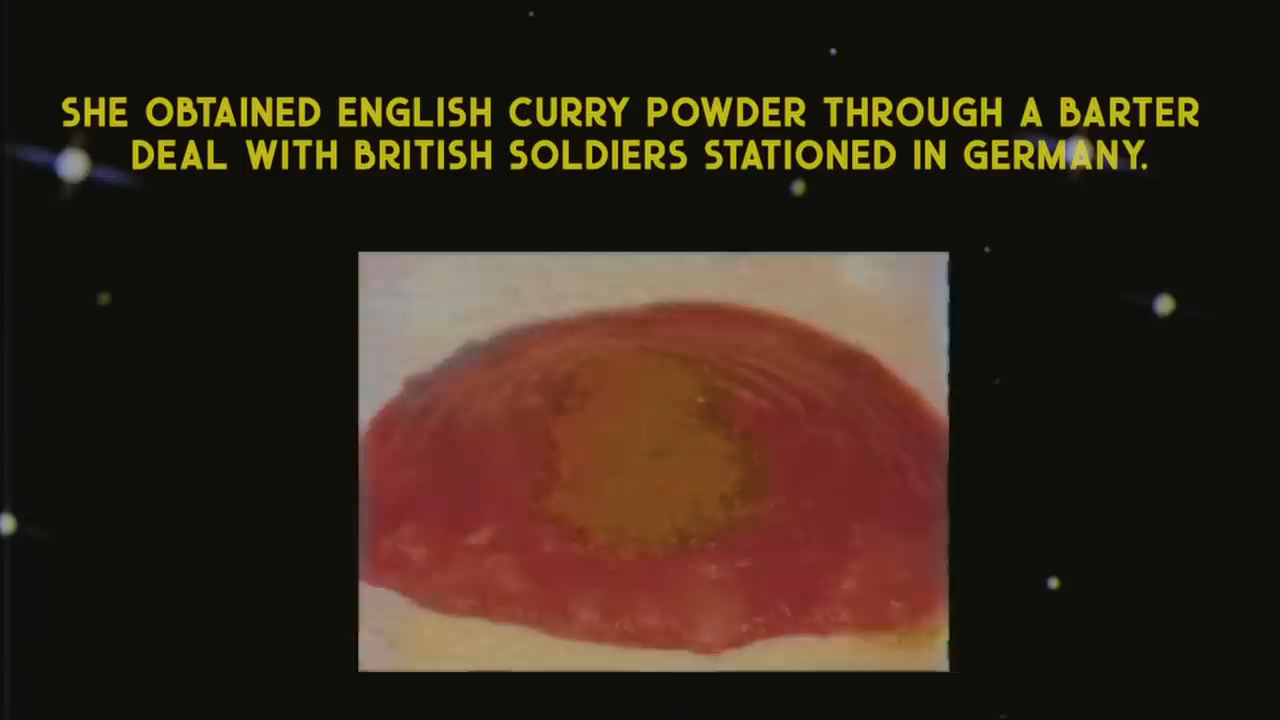 SHE OBTAINED ENGLISH CURRY POWDER THROUGH A BARTER
DEAL WITH BRITISH SOLDIERS STATIONED IN GERMANY.